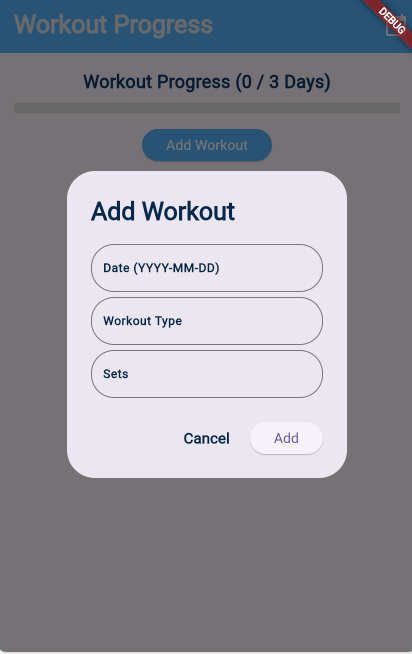 Workout Progress
DEBUG
Workout Progress (0 / 3 Days)
Add Workout
Add Workout
Date (YYYY-MM-DD)
Workout Type
Sets
Cancel
Add